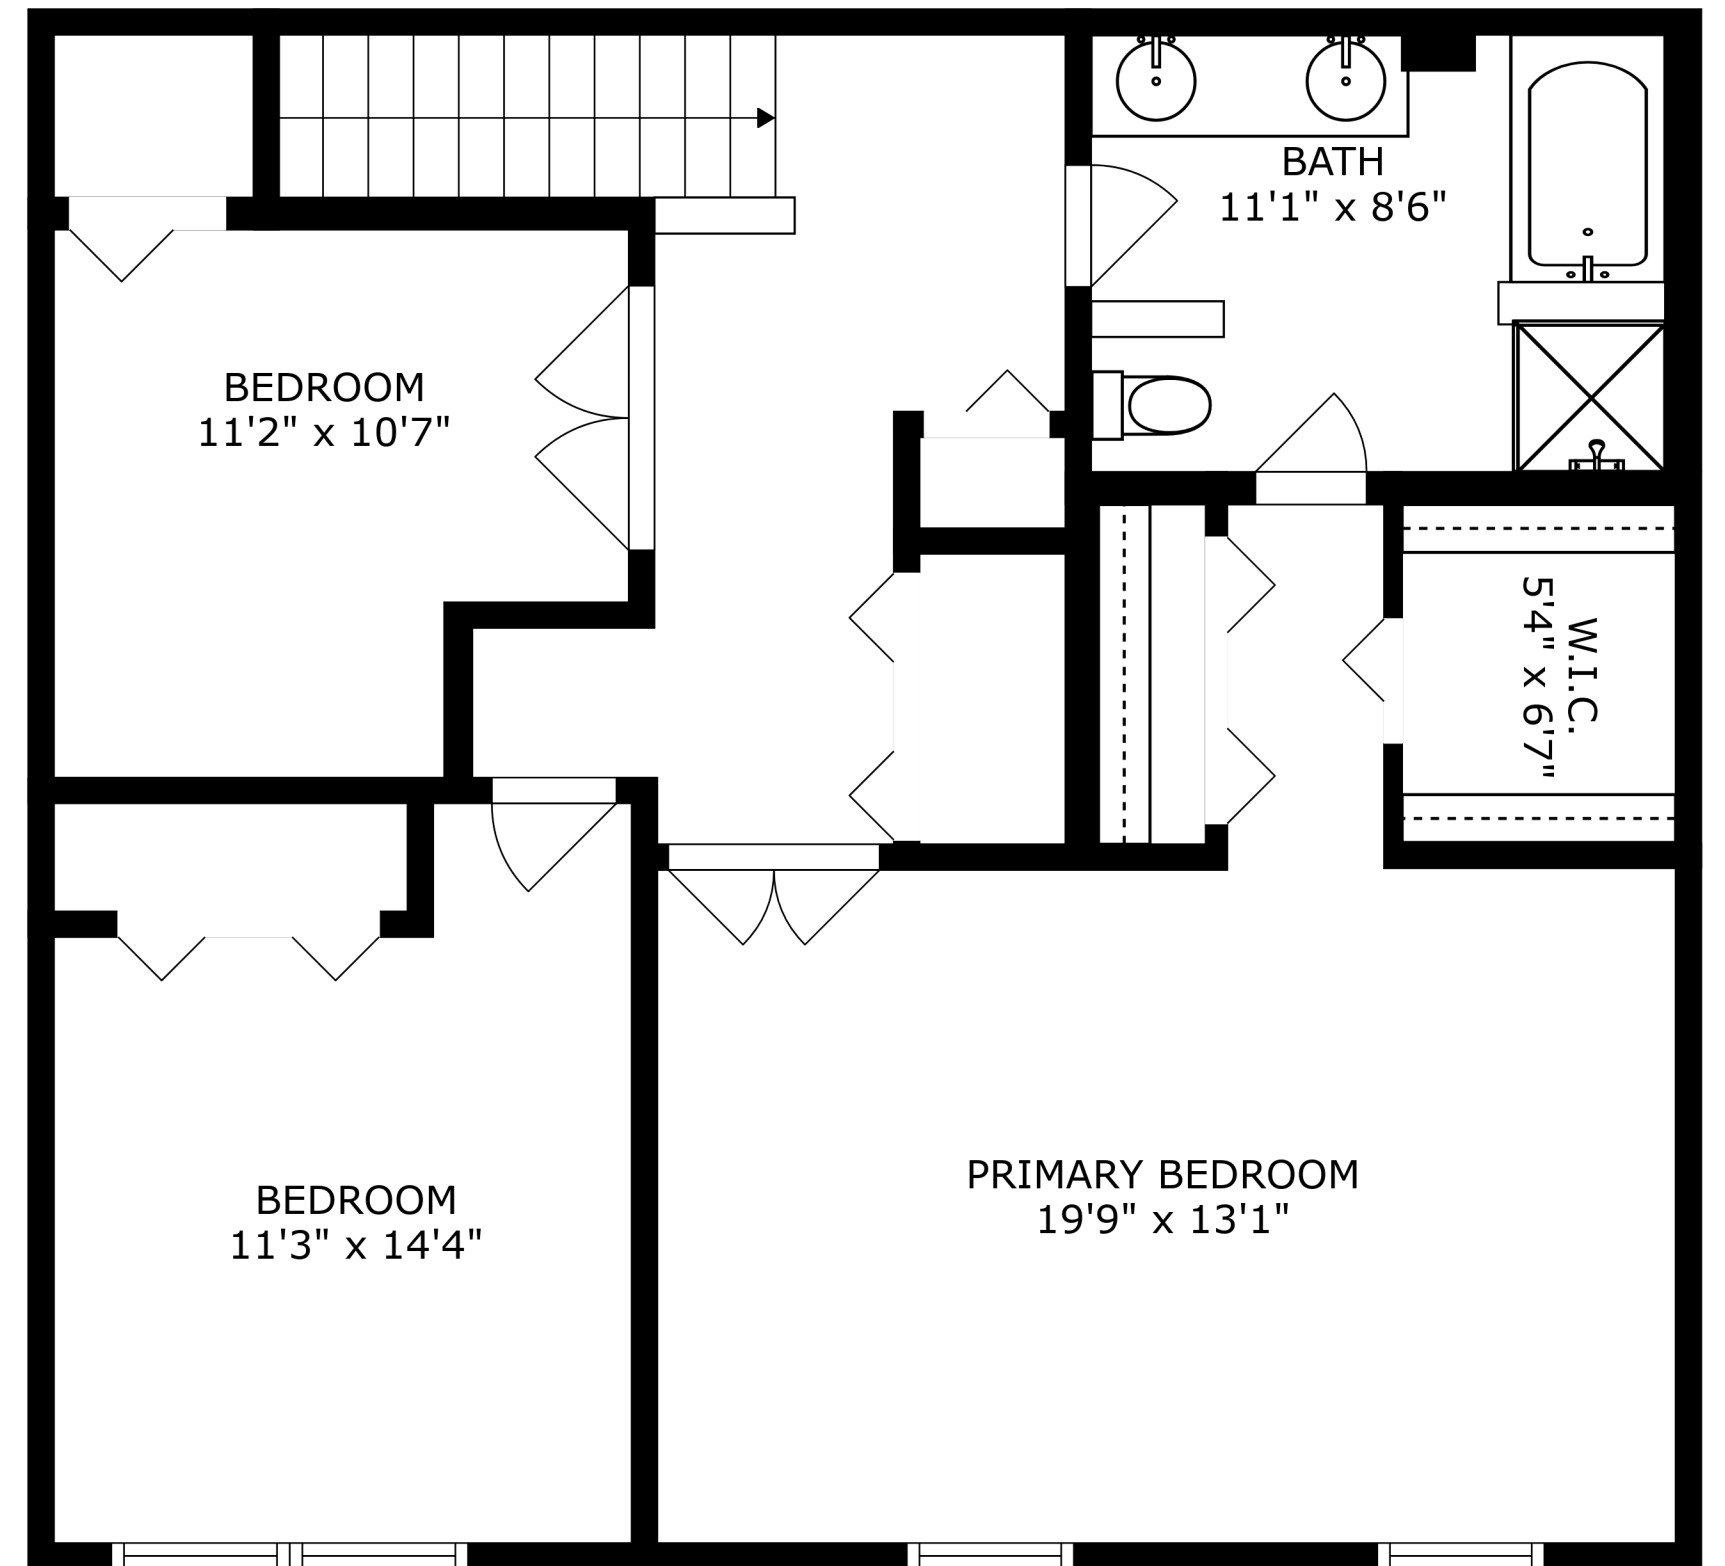 BATH
11'1" x 8'6"
BEDROOM
11'2" x 10'7"
W.I.C.
5'4" x 6'7"
BEDROOM
11'3" x 14'4"
PRIMARY BEDROOM
19'9" x 13'1"